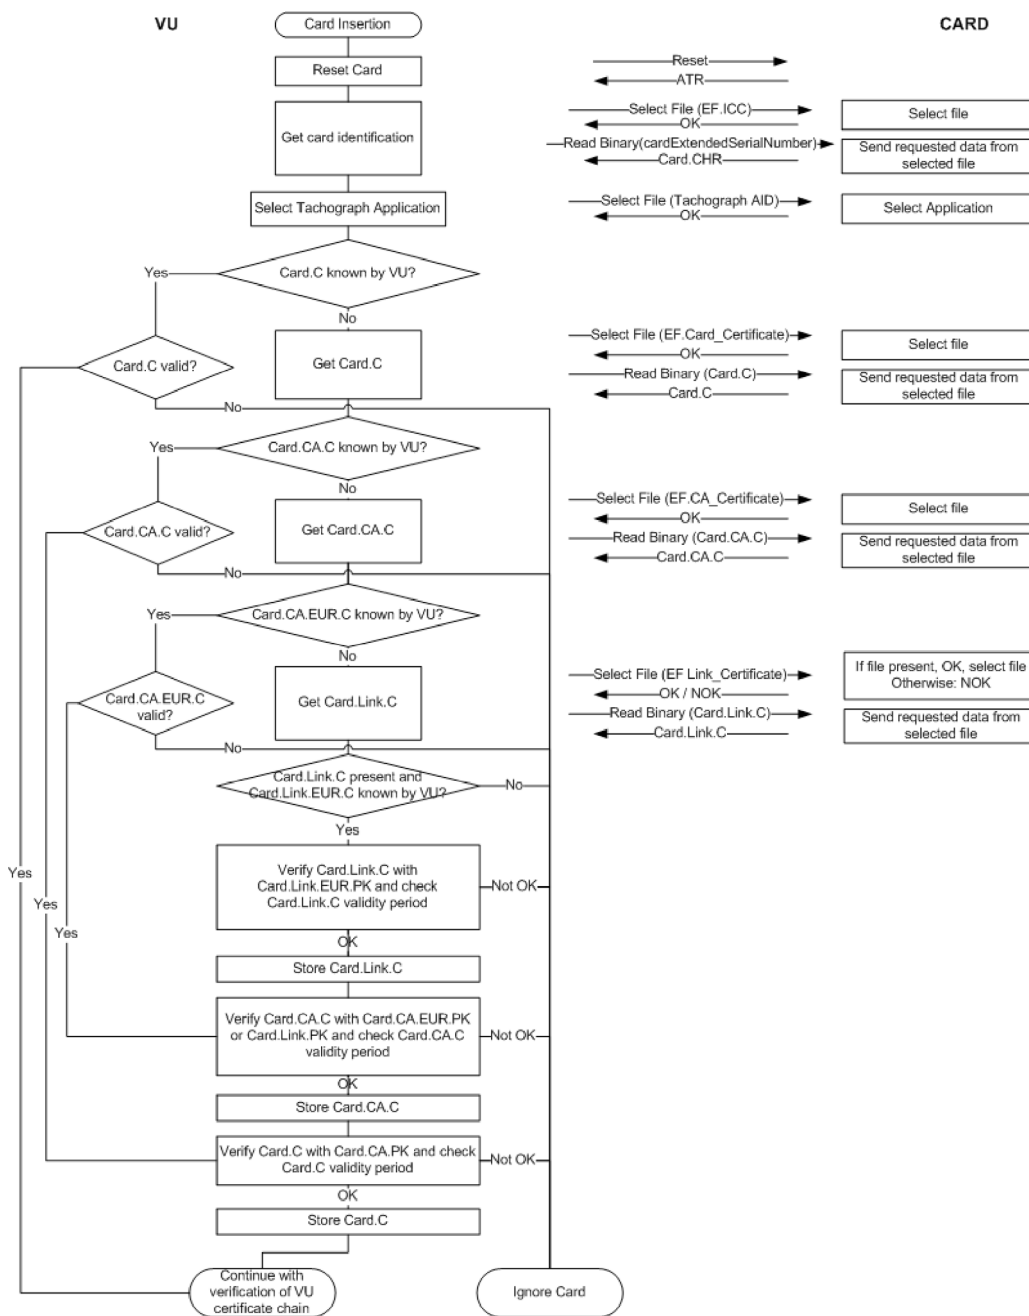 VU
Card Insertion
CARD
Reset Card
Reset
ATR
Get card identification
Select File (EF.ICC)
OK
Select file
Read Binary(cardExtendedSerialNumber)
Card.CHR
Send requested data from
selected file
Select Tachograph Application
Select File (Tachograph AID)
OK
Select Application
Card.C known by VU?
Yes
No
Card.C valid?
Get Card.C
Select File (EF.Card_Certificate)
OK
Select file
Read Binary (Card.C)
Card.C
Send requested data from
selected file
No
Card.CA.C known by VU?
Yes
No
Card.CA.C valid?
Get Card.CA.C
Select File (EF.CA_Certificate)
OK
Select file
Read Binary (Card.CA.C)
Card.CA.C
Send requested data from
selected file
No
Card.CA.EUR.C known by VU?
Yes
No
Card.CA.EUR.C
valid?
Get Card.Link.C
Select File (EF Link_Certificate)
OK / NOK
If file present, OK, select file
Otherwise: NOK
Read Binary (Card.Link.C)
Card.Link.C
Send requested data from
selected file
No
Card.Link.C present and
Card.Link.EUR.C known by VU?
No
Yes
Verify Card.Link.C with
Card.Link.EUR.PK and check
Card.Link.C validity period
Not OK
Yes
Yes
Yes
OK
Store Card.Link.C
Verify Card.CA.C with Card.CA.EUR.PK
or Card.Link.PK and check Card.CA.C
validity period
Not OK
OK
Store Card.CA.C
Verify Card.C with Card.CA.PK and check
Card.C validity period
Not OK
OK
Store Card.C
Continue with
verification of VU
certificate chain
Ignore Card